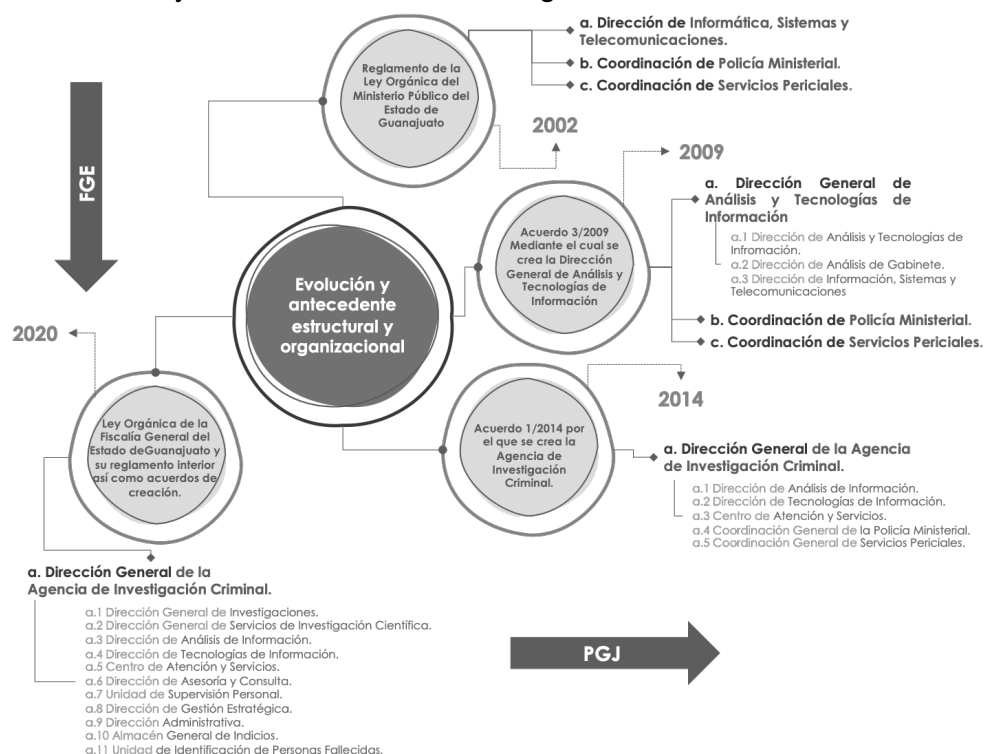 a. Dirección de Informática, Sistemas y
Telecomunicaciones.
b. Coordinación de Policía Ministerial.
c. Coordinación de Servicios Periciales.
Reglamento de la
Ley Orgánica del
Ministerio Público del
Estado de
Guanajuato
2002
2009
FGE
a. Dirección General de
Análisis y Tecnologías de
Información
a.1 Dirección de Análisis y Tecnologías de
Infromación.
a.2 Dirección de Análisis de Gabinete.
a.3 Dirección de Información, Sistemas y
Telecomunicaciones
b. Coordinación de Policía Ministerial.
c. Coordinación de Servicios Periciales.
Acuerdo 3/2009
Mediante el cual se
crea la Dirección
General de Análisis y
Tecnologías de
Información
Evolución y
antecedente
estructural y
organizacional
2020
2014
Ley Orgánica de la
Fiscalía General del
Estado deGuanajuato y
su reglamento interior
así como acuerdos de
creación.
Acuerdo 1/2014 por
el que se crea la
Agencia de
Investigación
Criminal.
a. Dirección General de la Agencia
de Investigación Criminal.
a.1 Dirección de Análisis de Información.
a.2 Dirección de Tecnologías de Información.
a.3 Centro de Atención y Servicios.
a.4 Coordinación General de la Policía Ministerial.
a.5 Coordinación General de Servicios Periciales.
a. Dirección General de la
Agencia de Investigación Criminal.
a.1 Dirección General de Investigaciones.
a.2 Dirección General de Servicios de Investigación Científica.
a.3 Dirección de Análisis de Información.
a.4 Dirección de Tecnologías de Información.
a.5 Centro de Atención y Servicios.
a.6 Dirección de Asesoría y Consulta.
a.7 Unidad de Supervisión Personal.
a.8 Dirección de Gestión Estratégica.
a.9 Dirección Administrativa.
a.10 Almacén General de Indicios.
a.11 Unidad de Identificación de Personas Fallecidas.
PGJ